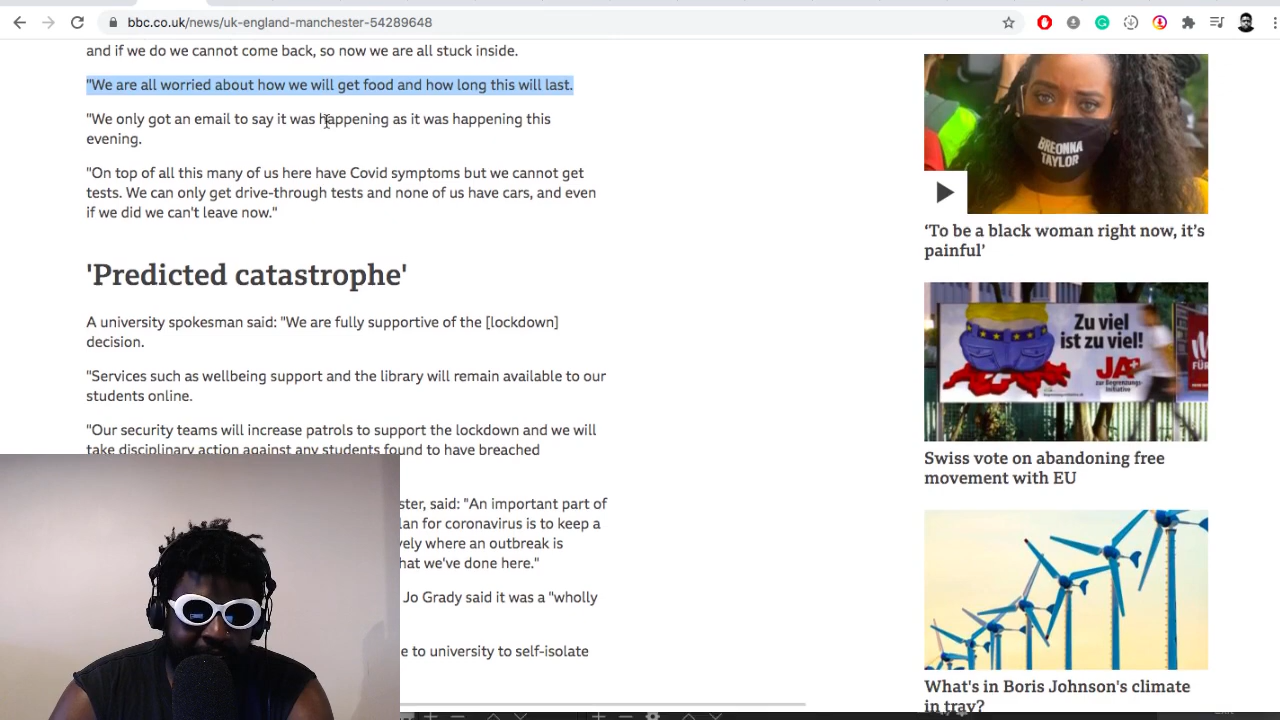 bbc.co.uk/news/uk-england-manchester-54289648
and if we do we cannot come back, so now we are all stuck inside.
"We are all worried about how we will get food and how long this will last.
"We only got an email to say it was happening as it was happening this
evening.
"On top of all this many of us here have Covid symptoms but we cannot get
tests. We can only get drive-through tests and none of us have cars, and even
if we did we can't leave now."
'Predicted catastrophe'
A university spokesman said: "We are fully supportive of the [lockdown]
decision.
"Services such as wellbeing support and the library will remain available to our
students online.
"Our security teams will increase patrols to support the lockdown and we will
take disciplinary action against any students found to have breached
ster, said: "An important part of
lan for coronavirus is to keep a
vely where an outbreak is
hat we've done here."
Jo Grady said it was a "wholly
e to university to self-isolate
BREONNA
TAYLOR
'To be a black woman right now, it's
painful'
Zu viel
ist zu viel!
JA
zur Begrenzungs-
Initiative
FÜR
Swiss vote on abandoning free
movement with EU
What's in Boris Johnson's climate
in tray?